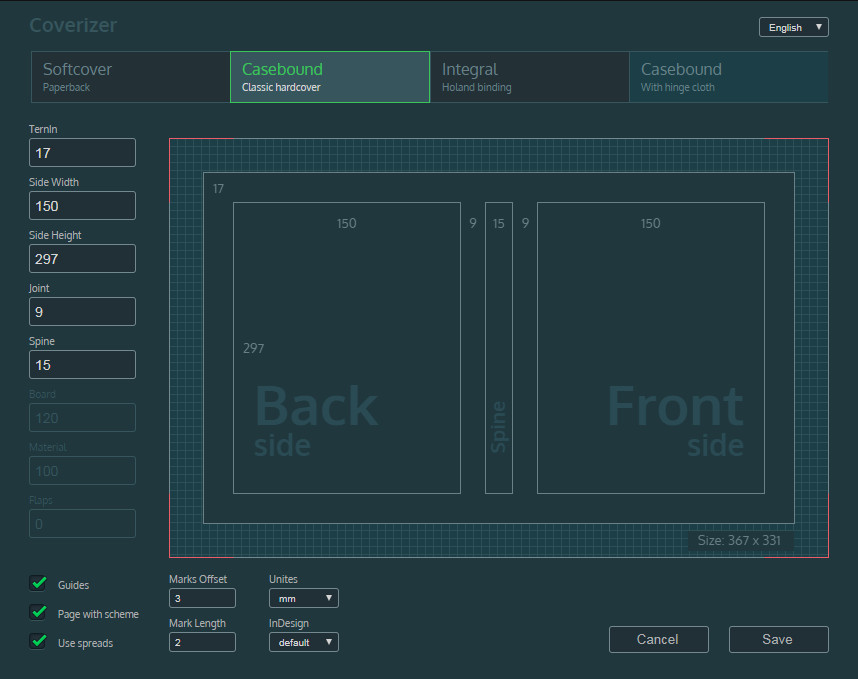 Coverizer
English
Softcover
Paperback
Casebound
Classic hardcover
Integral
Holand binding
Casebound
With hinge cloth
TernIn
17
Side Width
150
Side Height
297
Joint
9
Spine
15
Board
120
Material
100
Flaps
0
17
150
9
15
9
150
297
Back
side
Spine
Front
side
Size: 367 x 331
Guides
Page with scheme
Use spreads
Marks Offset
3
Mark Length
2
Unites
mm
InDesign
default
Cancel
Save